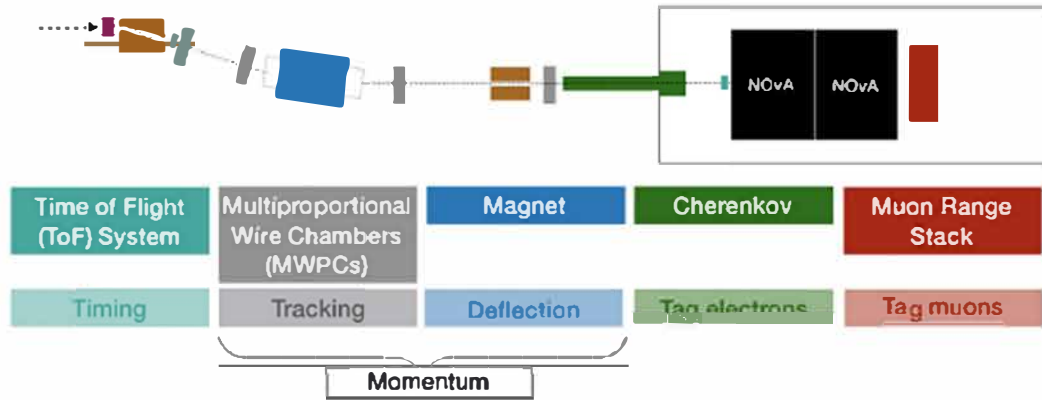 NOvA NOvA
Time of Flight
(ToF) System
Multiproportional
Wire Chambers
(MWPCs)
Magnet
Cherenkov
Muon Range
Stack
Timing
Tracking
Deflection
Tag electrons
Tag muons
Momentum